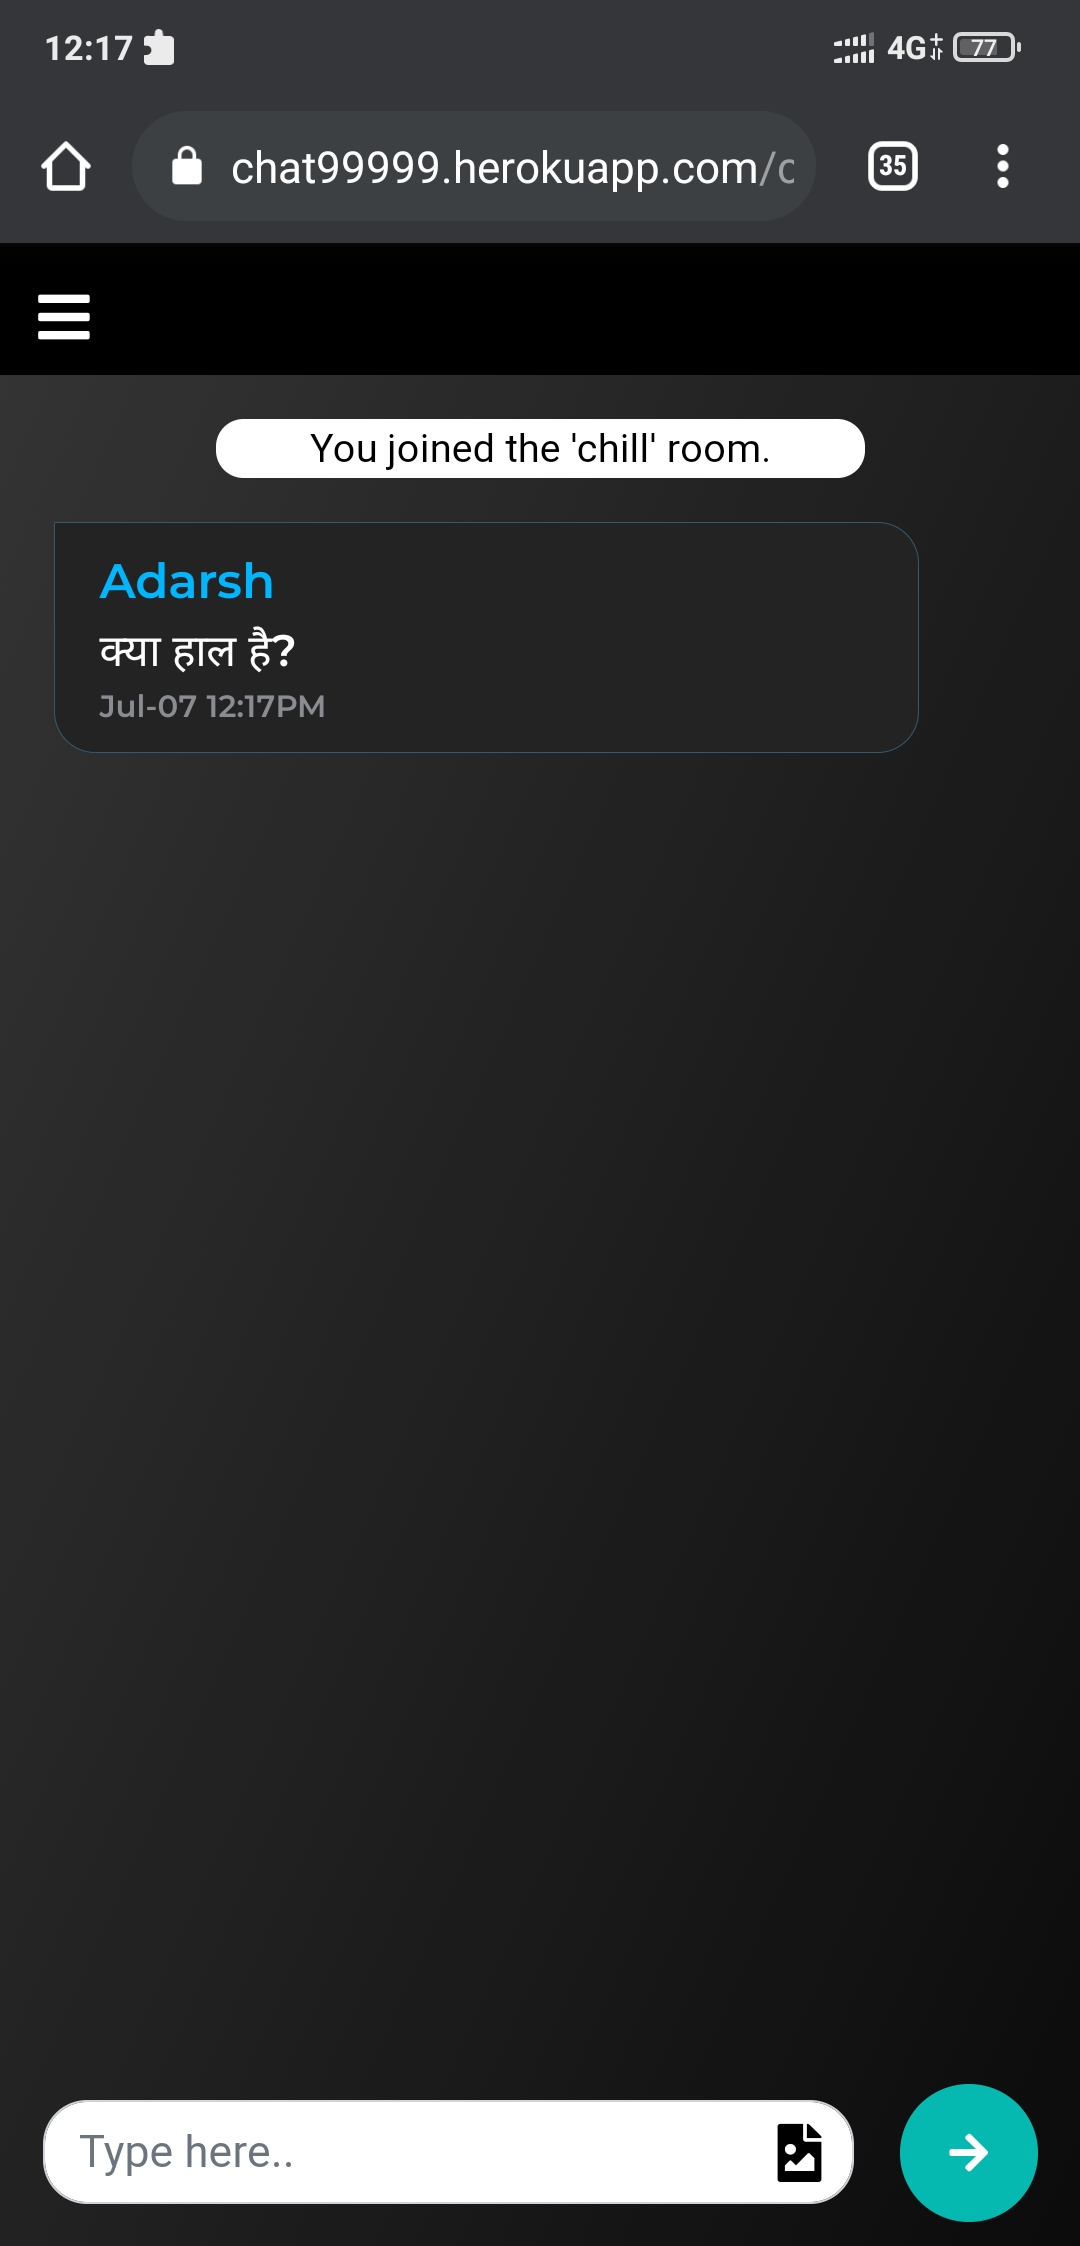 12:17 4G 77
chat99999.herokuapp.com/c 35
You joined the 'chill' room.
Adarsh
क्या हाल है?
Jul-07 12:17PM
Type here..